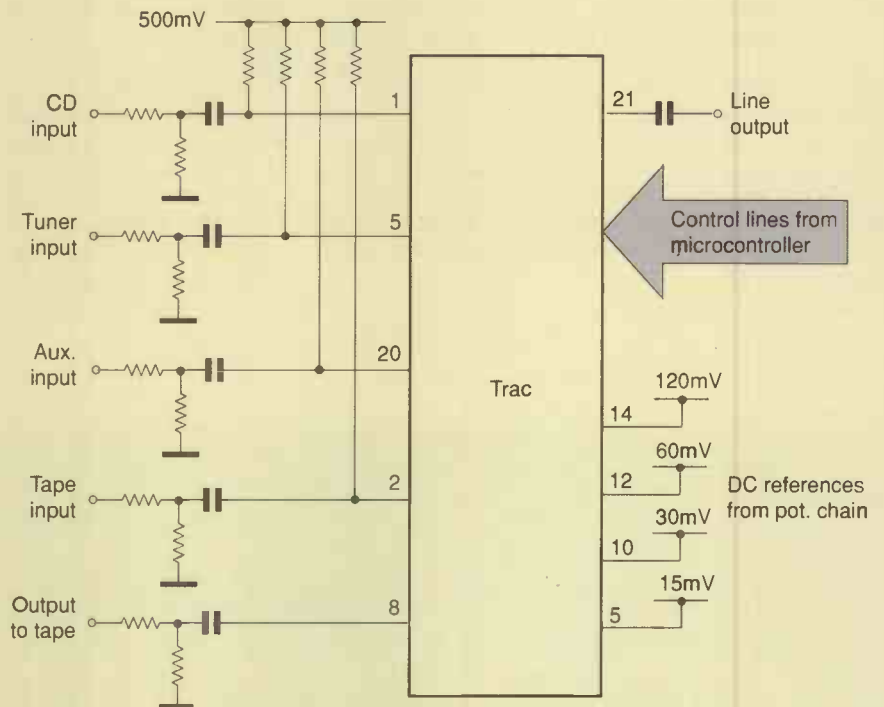 500mV
CD
input
1
21
Line
output
Tuner
input
5
Control lines from
microcontroller
Aux.
input
20
Trac
120mV
14
60mV
Tape
input
2
12
DC references
from pot. chain
30mV
10
15mV
Output
to tape
8
5